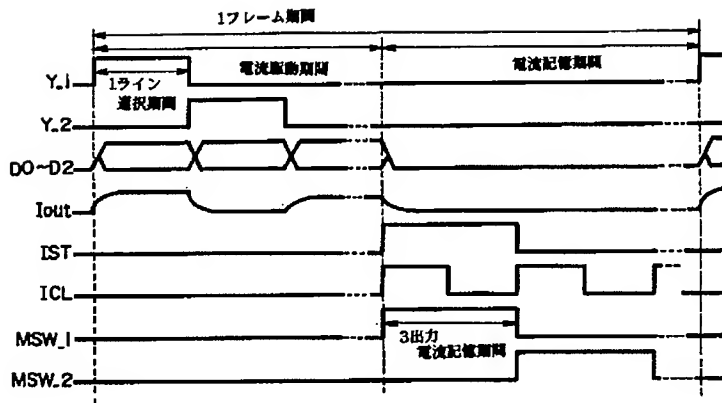 1フレーム期間
電流駆動期間
電流記憶期間
Y_1
1ライン
選択期間
Y_2
D0~D2
Iout
IST
ICL
MSW_1
3出力
電流記憶期間
MSW_2